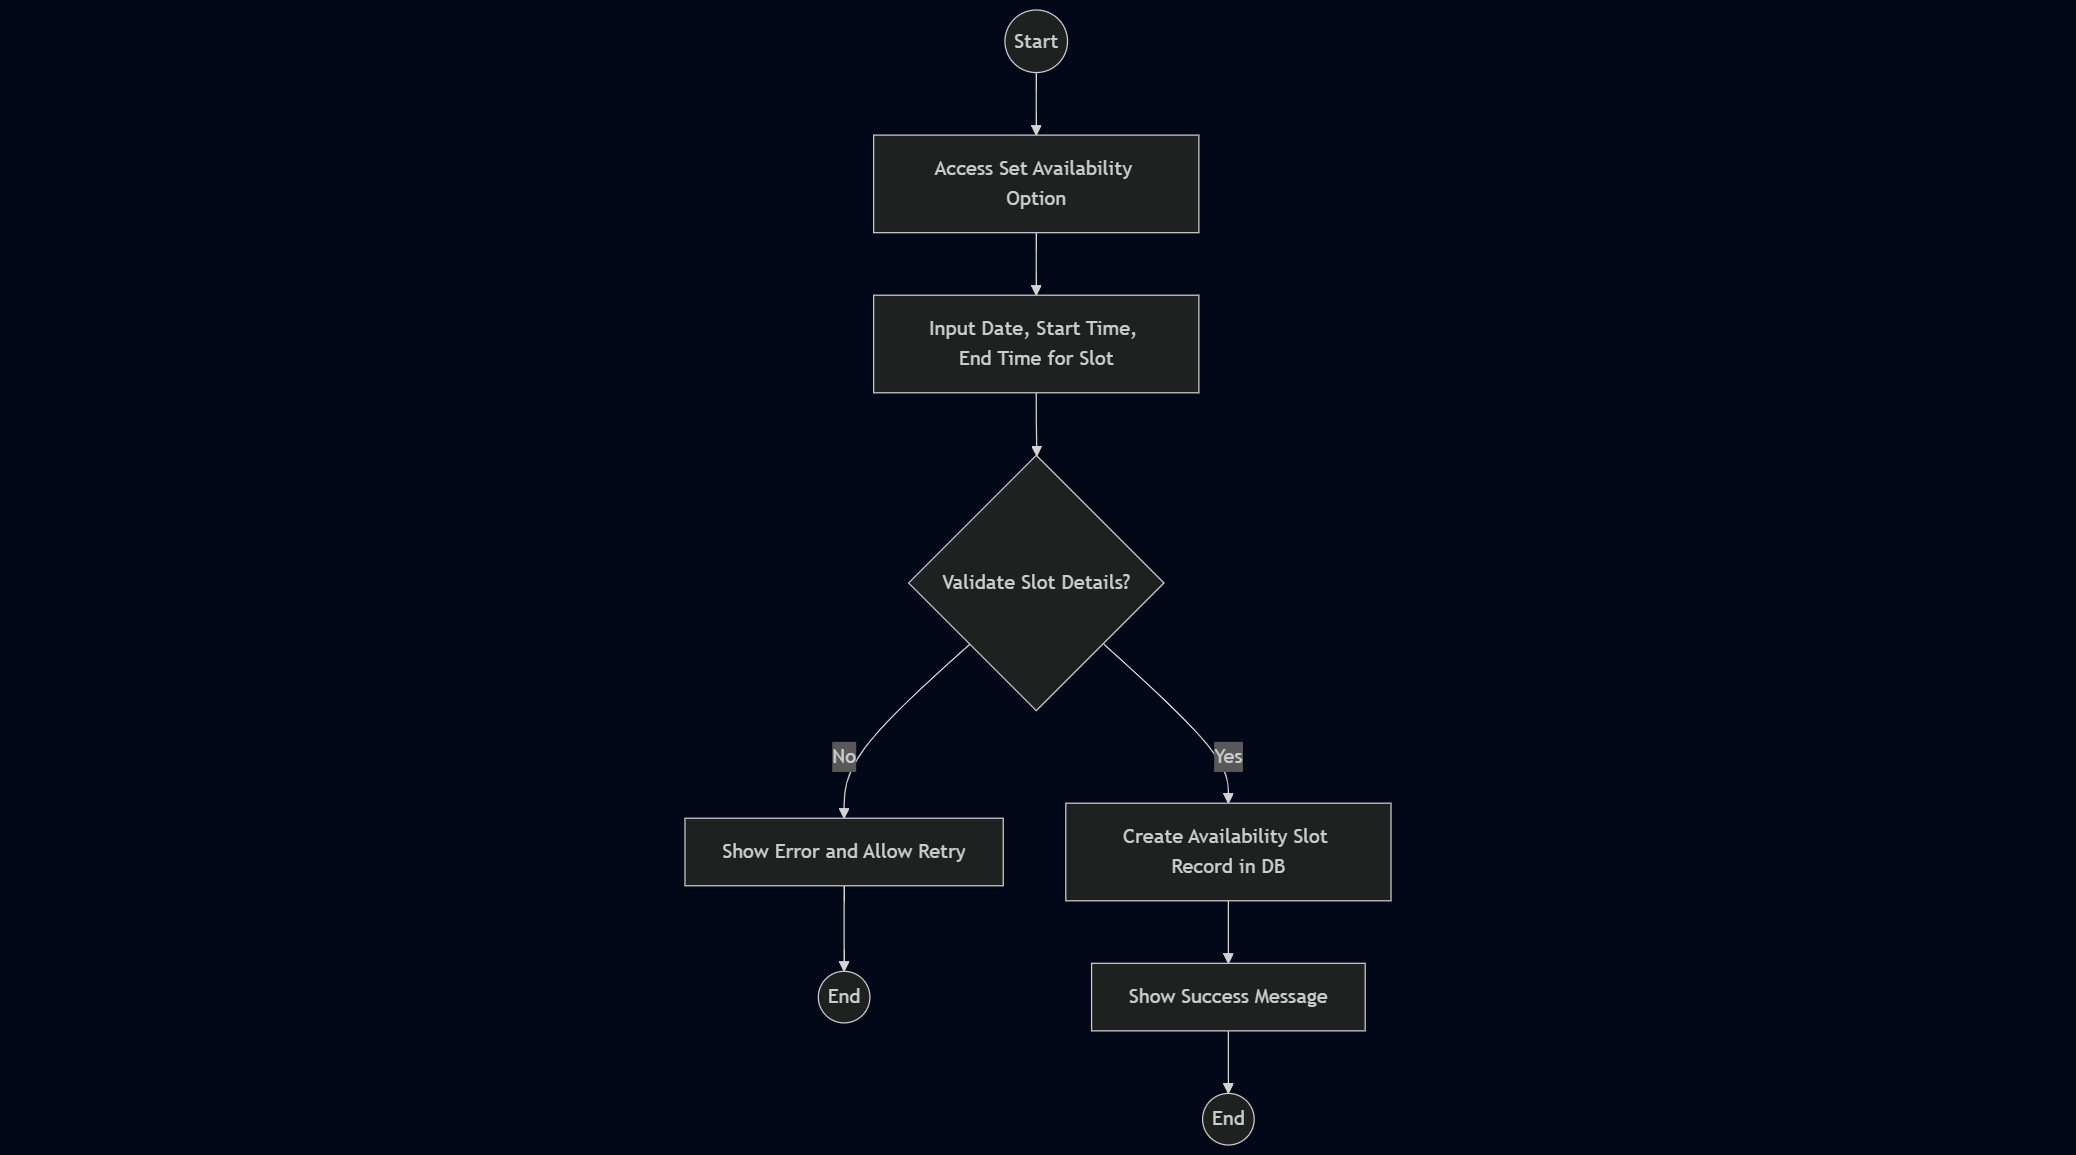 Start
Access Set Availability
Option
Input Date, Start Time,
End Time for Slot
Validate Slot Details?
No
Yes
Show Error and Allow Retry
Create Availability Slot
Record in DB
End
Show Success Message
End